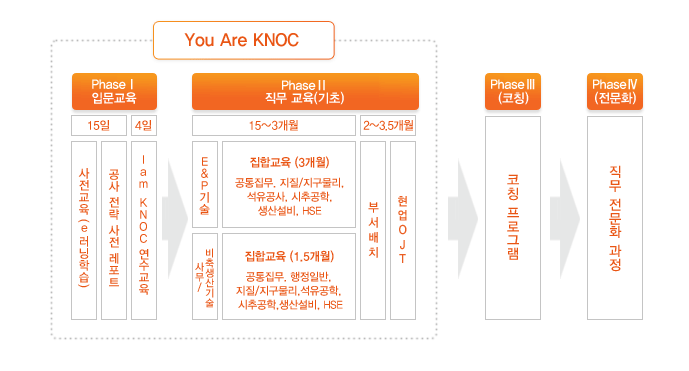 You Are KNOC
Phase Ⅰ
입문교육
15일
4일
사전교육(e러닝학습)
공사 전략 사전 레포트
I am KNOC 연수교육
Phase Ⅱ
직무 교육(기초)
15~3개월
2~3.5개월
E&P기술
집합교육 (3개월)
공통직무, 지질/지구물리,
석유공사, 시추공학,
생산설비, HSE
사무/
비축생산기술
집합교육 (1.5개월)
공통직무, 행정일반,
지질/지구물리,석유공학,
시추공학,생산설비, HSE
부서배치
현업OJT
Phase Ⅲ
(코칭)
코칭 프로그램
Phase Ⅳ
(전문화)
직무 전문화 과정